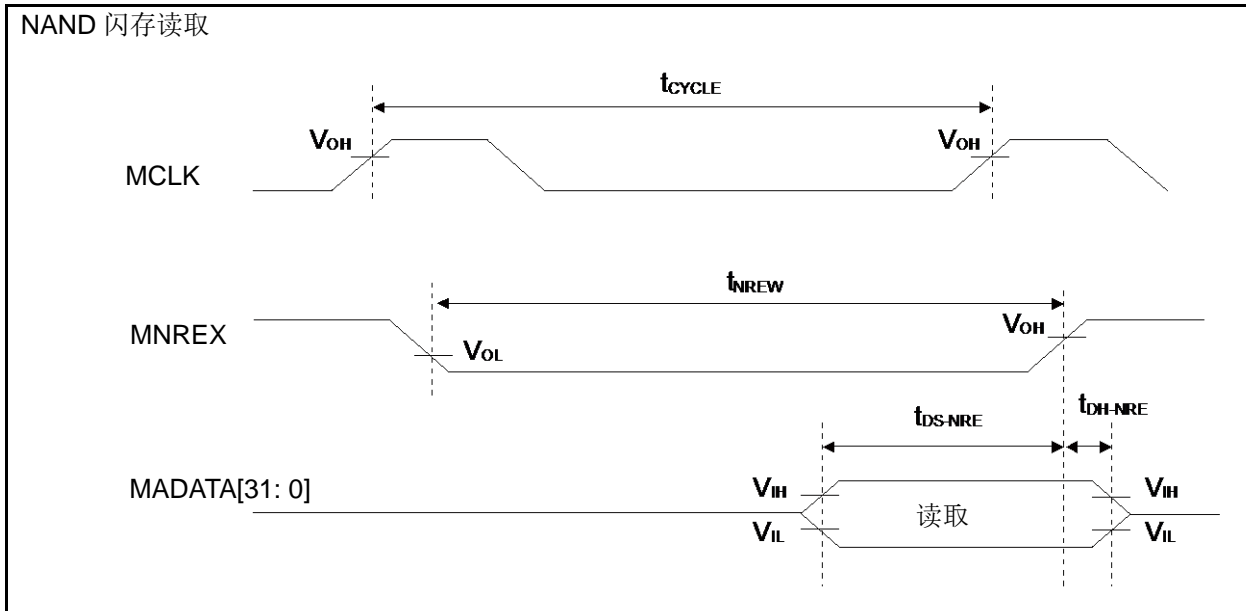 NAND 闪存读取
tCYCLE
VOH VOH
MCLK
tNREW
MNREX
VOL
VOH
tDS-NRE tDH-NRE
MADATA[31: 0]
VIH VIH
读取
VIL VIL